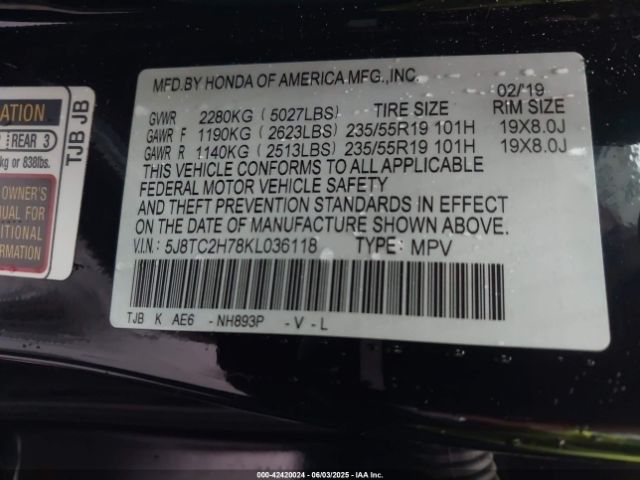 ATION
REAR 3
kg or 838lbs.
OWNER'S
MANUAL FOR
DITIONAL
FORMATION
TJB JB
MFD.BY HONDA OF AMERICA MFG.,INC. 02/'19
GVWR 2280KG (5027LBS) TIRE SIZE RIM SIZE
GAWR F 1190KG (2623LBS) 235/55R19 101H 19X8.0J
GAWR R 1140KG (2513LBS) 235/55R19 101H 19X8.0J
THIS VEHICLE CONFORMS TO ALL APPLICABLE
FEDERAL MOTOR VEHICLE SAFETY
AND THEFT PREVENTION STANDARDS IN EFFECT
ON THE DATE OF MANUFACTURE SHOWN ABOVE.
V.I.N.: 5J8TC2H78KL036118 TYPE: MPV
TJB K AE6 -NH893P -V-L
000-42420024 - 06/03/2025 - IAA Inc.